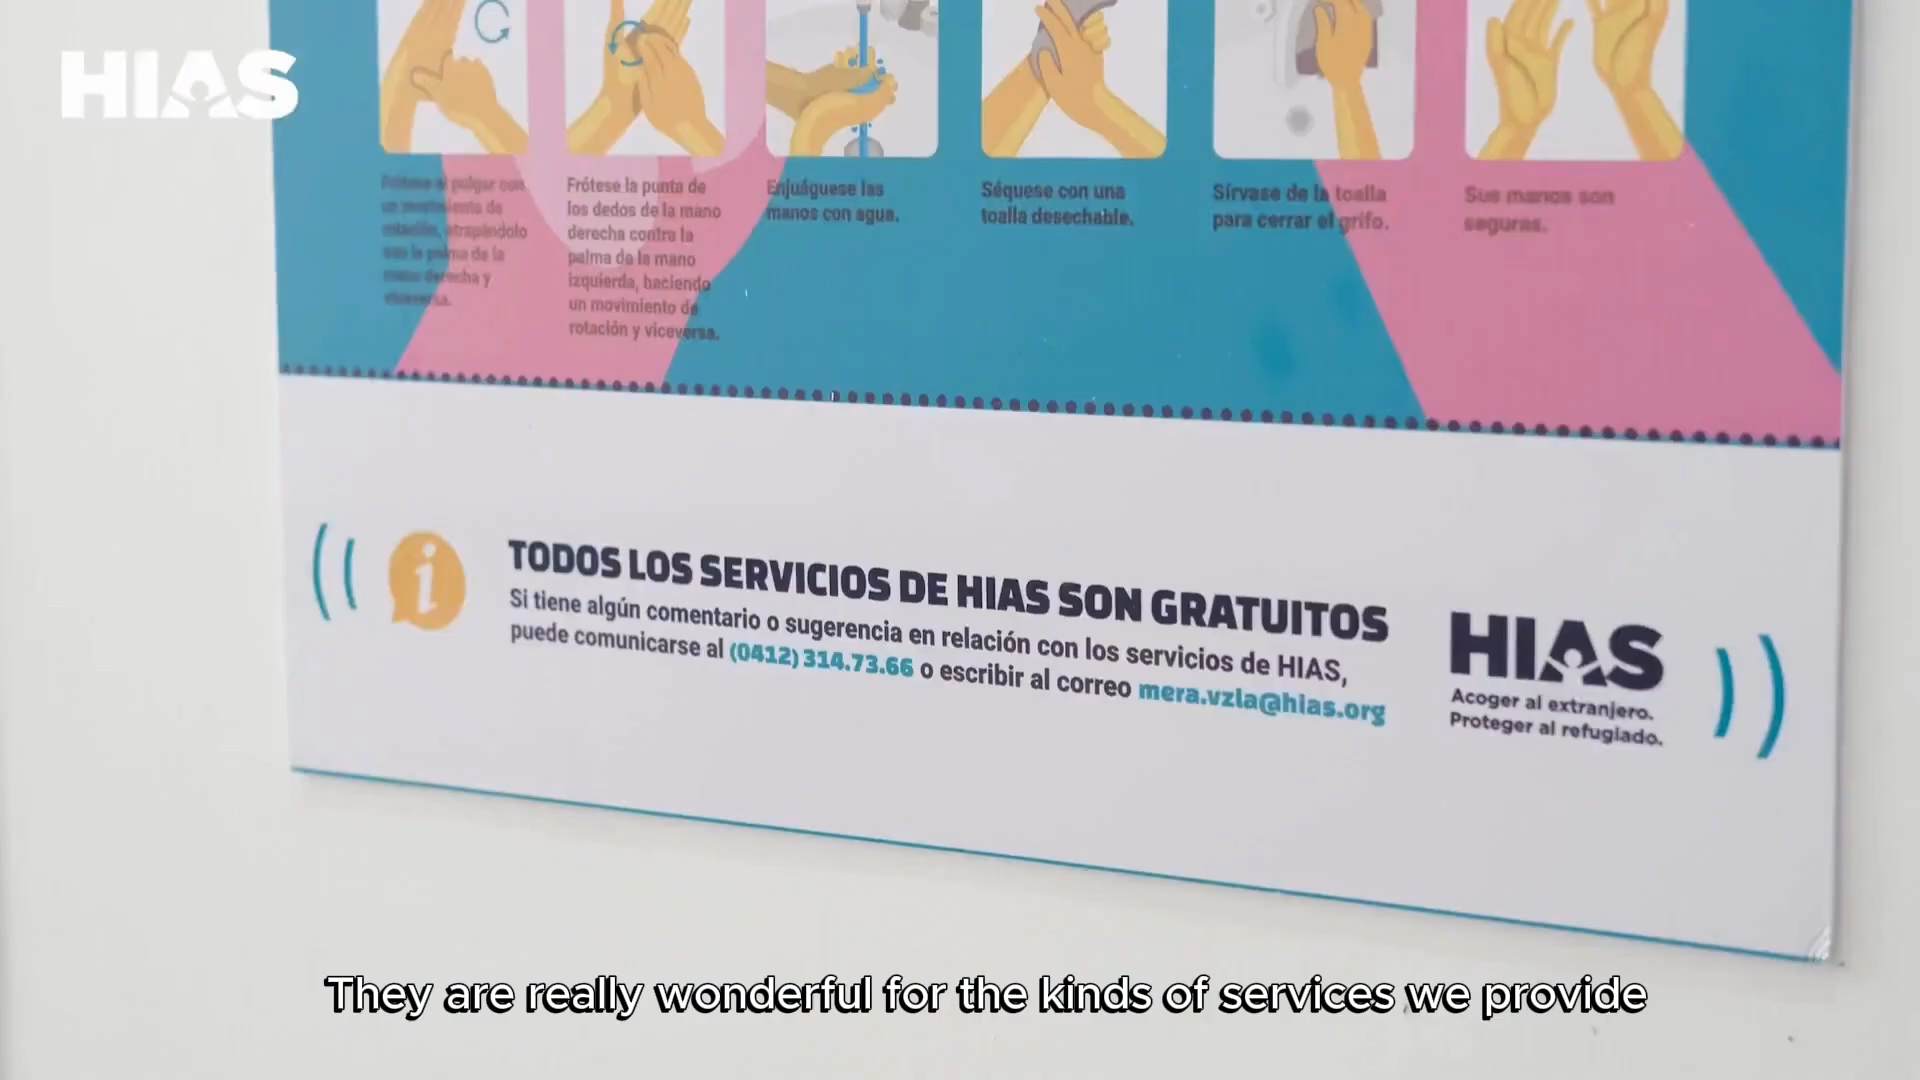 HIAS
Frótese la punta de
los dedos de la mano
derecha contra la
palma de la mano
izquierda, haciendo
un movimiento de
rotación y viceversa.
Enjuáguese las
manos con agua.
Séquese con una
toalla desechable.
Sírvase de la toalla
para cerrar el grifo.
Sus manos son
seguras.
TODOS LOS SERVICIOS DE HIAS SON GRATUITOS
Si tiene algún comentario o sugerencia en relación con los servicios de HIAS,
puede comunicarse al (0412) 314.73.66 o escribir al correo mera.vzla@hias.org
HIAS
Acoger al extranjero.
Proteger al refugiado.
They are really wonderful for the kinds of services we provide